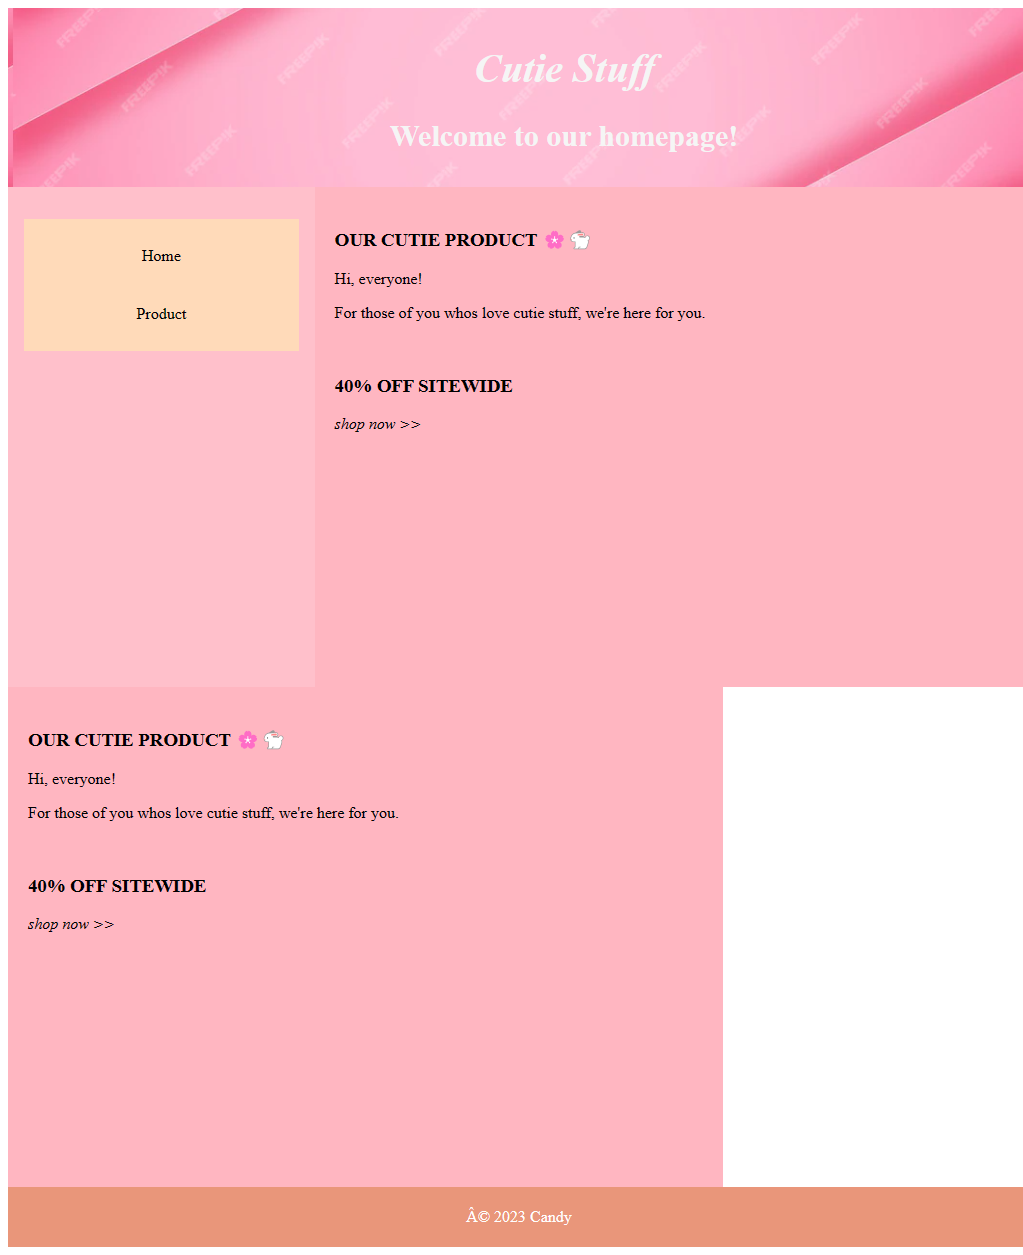 Cutie Stuff
Welcome to our homepage!
Home
Product
OUR CUTIE PRODUCT 🌸 🐇
Hi, everyone!
For those of you whos love cutie stuff, we're here for you.
40% OFF SITEWIDE
shop now >>
OUR CUTIE PRODUCT 🌸 🐇
Hi, everyone!
For those of you whos love cutie stuff, we're here for you.
40% OFF SITEWIDE
shop now >>
Â© 2023 Candy
FREEPIK